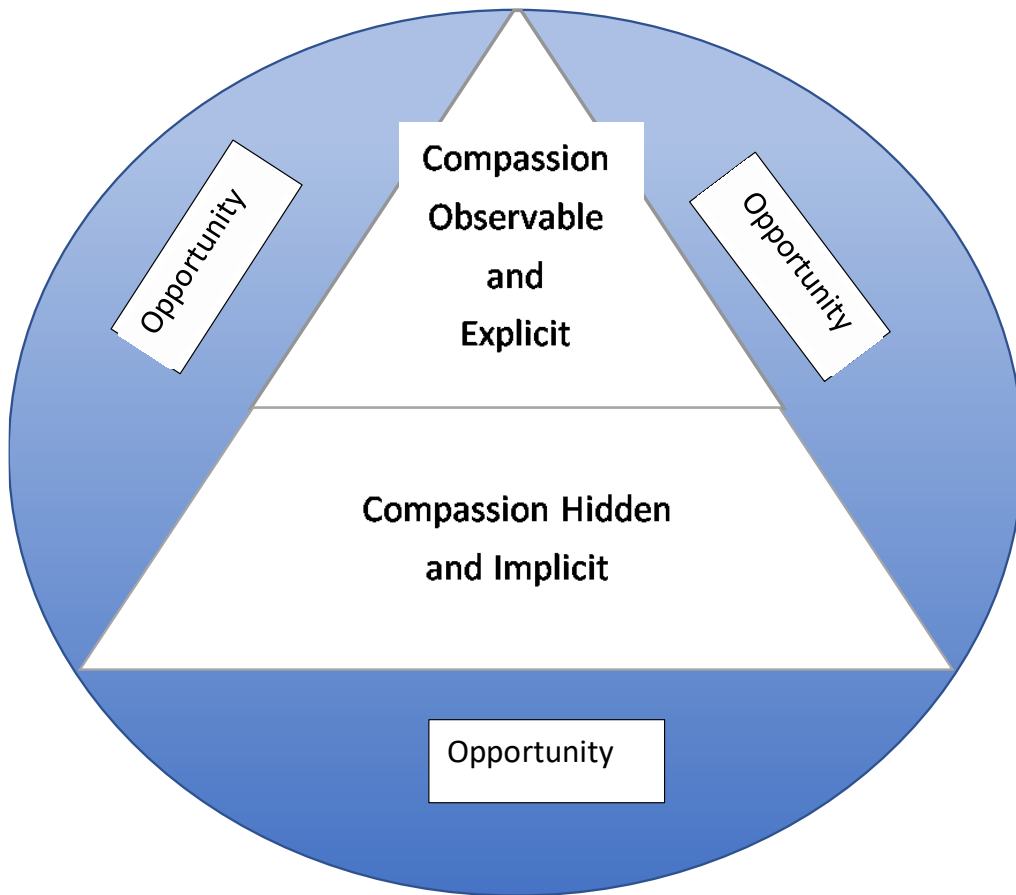 Compassion
Observable
and
Explicit
Opportunity
Opportunity
Compassion Hidden
and Implicit
Opportunity